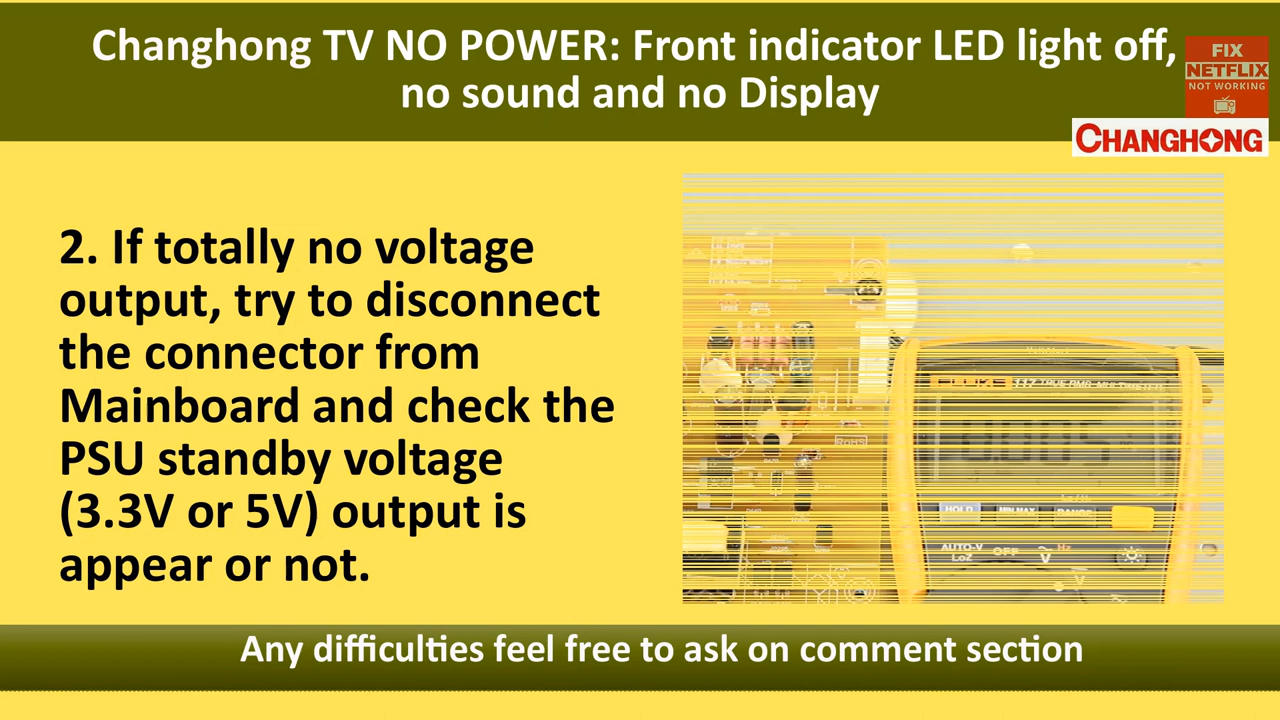 Changhong TV NO POWER: Front indicator LED light off,
no sound and no Display
FIX
NETFLIX
NOT WORKING
CHANGHONG
2. If totally no voltage
output, try to disconnect
the connector from
Mainboard and check the
PSU standby voltage
(3.3V or 5V) output is
appear or not.
RoHS
HOLD
MIN MAX
RANGE
AUTO-V
LoZ
OFF
V
Hz
V
Any difficulties feel free to ask on comment section